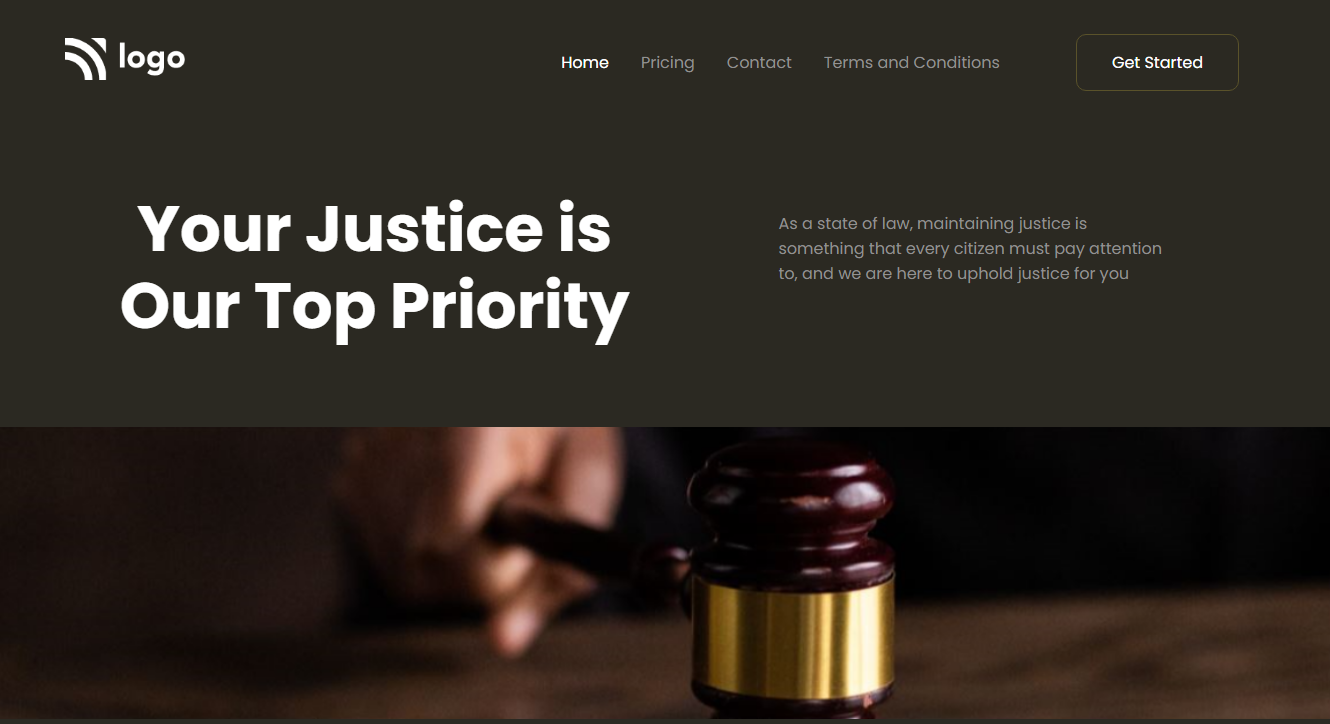 logo
Home
Pricing
Contact
Terms and Conditions
Get Started
Your Justice is
Our Top Priority
As a state of law, maintaining justice is
something that every citizen must pay attention
to, and we are here to uphold justice for you